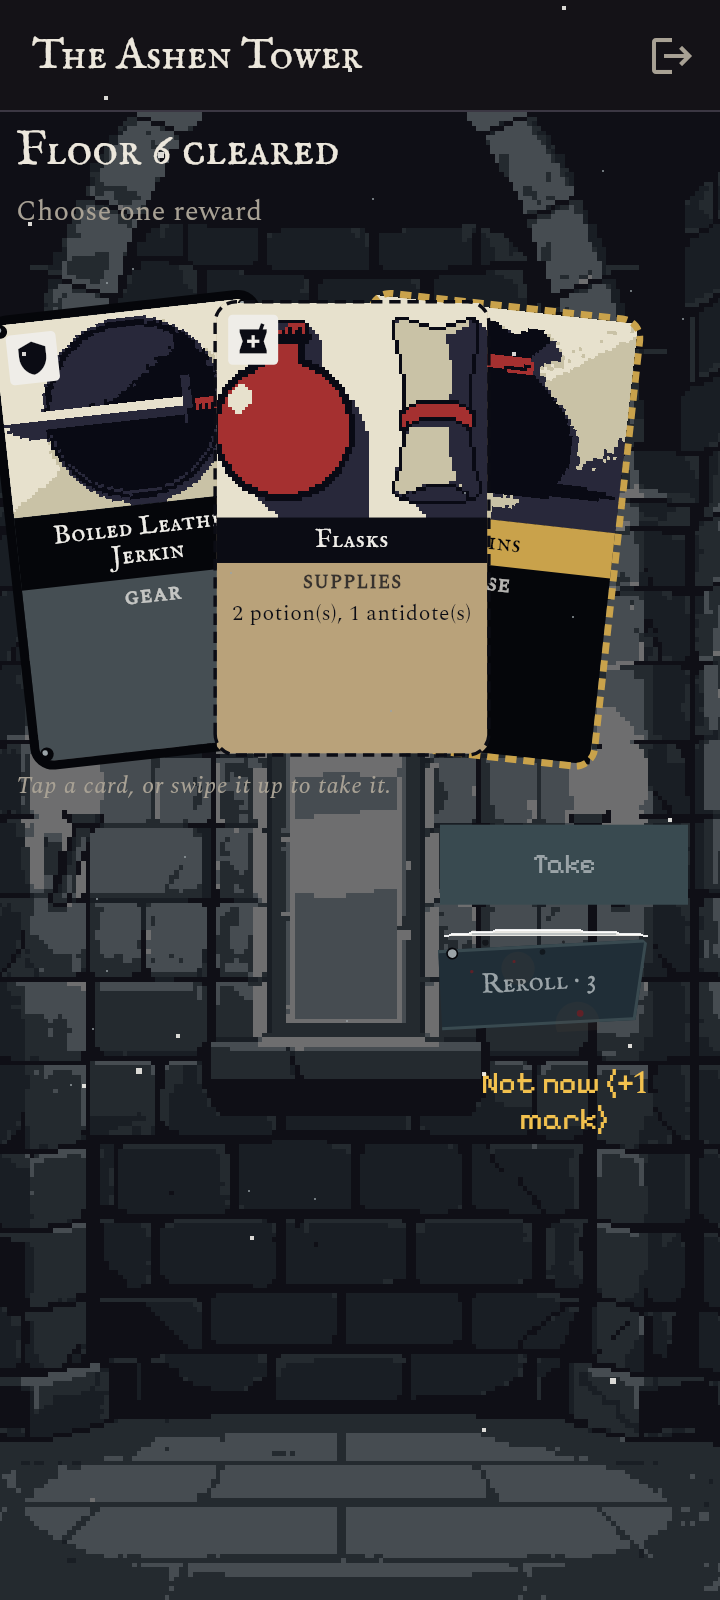 The Ashen Tower
Floor 6 cleared
Choose one reward
Boiled Leath
Jerkin
GEAR
Flasks
SUPPLIES
2 potion(s), 1 antidote(s)
INS
SE
Tap a card, or swipe it up to take it.
Take
Reroll · 3
Not now (+1
mark)